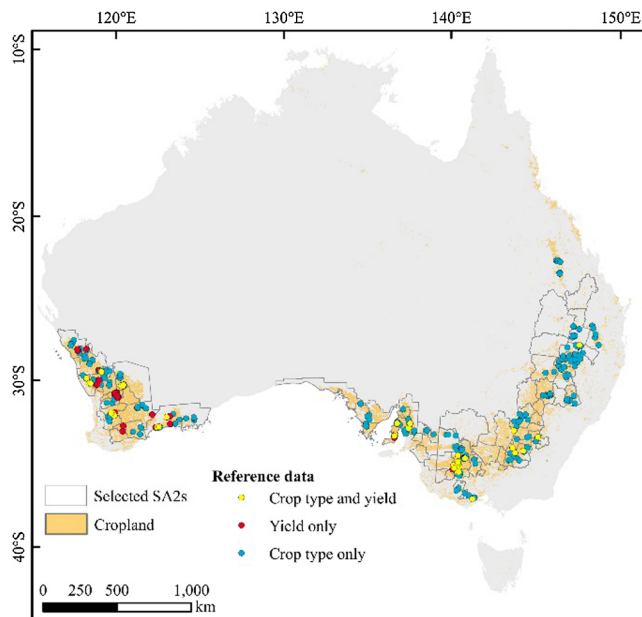 120°E 130°E 140°E 150°E
10°S
20°S
30°S
40°S
Reference data
Selected SA2s
Cropland
Crop type and yield
Yield only
Crop type only
0 250 500 1,000
km